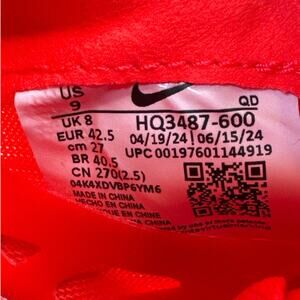 US
9
QD
UK 8
HQ3487-600
EUR 42.5
04/19/24 06/15/24
cm 27
UPC 00197601144919
BR 40.5
CN 270(2.5)
04K4XDVBP6YM6
MADE IN CHINA
HECHO EN CHINA
FABRIQUÉ EN CHINE